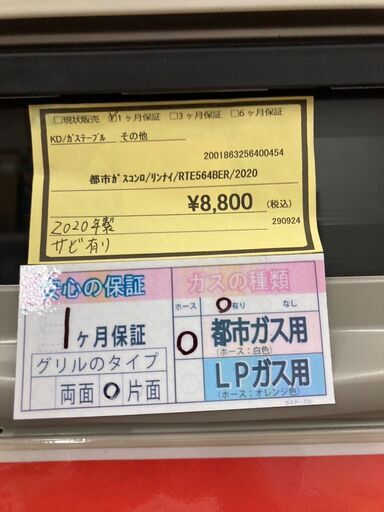 □現状販売 ☑1ヶ月保証 □3ヶ月保証 □6ヶ月保証
KD/ガステーブル その他
2001863256400454
都市ガスコンロ/リンナイ/RTE564BER/2020
¥8,800 (税込)
2020年製
サビ有り
290924
安心の保証
1ヶ月保証
グリルのタイプ
両面 ○ 片面
ガスの種類
ホース ○有り なし
○ 都市ガス用
(ホース:白色)
LPガス用
(ホース:オレンジ色)
ガステーブル